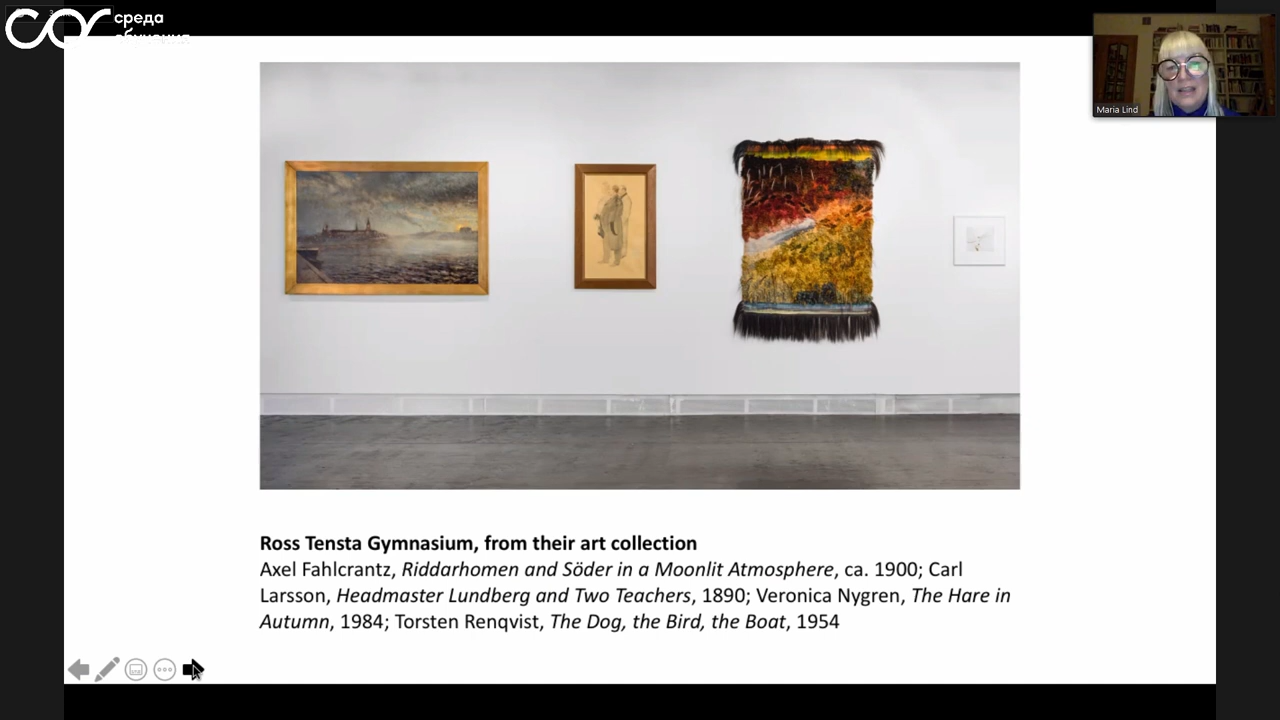 среда
обучения
Maria Lind
Ross Tensta Gymnasium, from their art collection
Axel Fahlcrantz, Riddarhomen and Söder in a Moonlit Atmosphere, ca. 1900; Carl
Larsson, Headmaster Lundberg and Two Teachers, 1890; Veronica Nygren, The Hare in
Autumn, 1984; Torsten Renqvist, The Dog, the Bird, the Boat, 1954